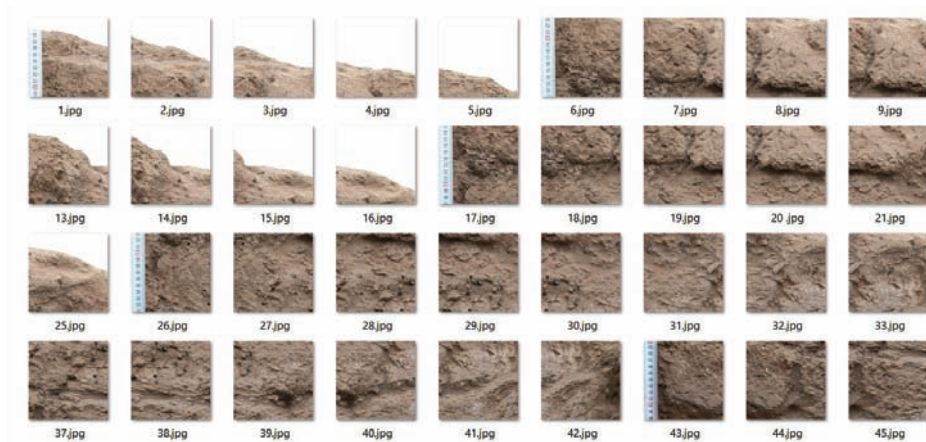 1.jpg 2.jpg 3.jpg 4.jpg 5.jpg 6.jpg 7.jpg 8.jpg 9.jpg
13.jpg 14.jpg 15.jpg 16.jpg 17.jpg 18.jpg 19.jpg 20 .jpg 21.jpg
25.jpg 26.jpg 27.jpg 28.jpg 29.jpg 30.jpg 31.jpg 32.jpg 33.jpg
37.jpg 38.jpg 39.jpg 40.jpg 41.jpg 42.jpg 43.jpg 44.jpg 45.jpg